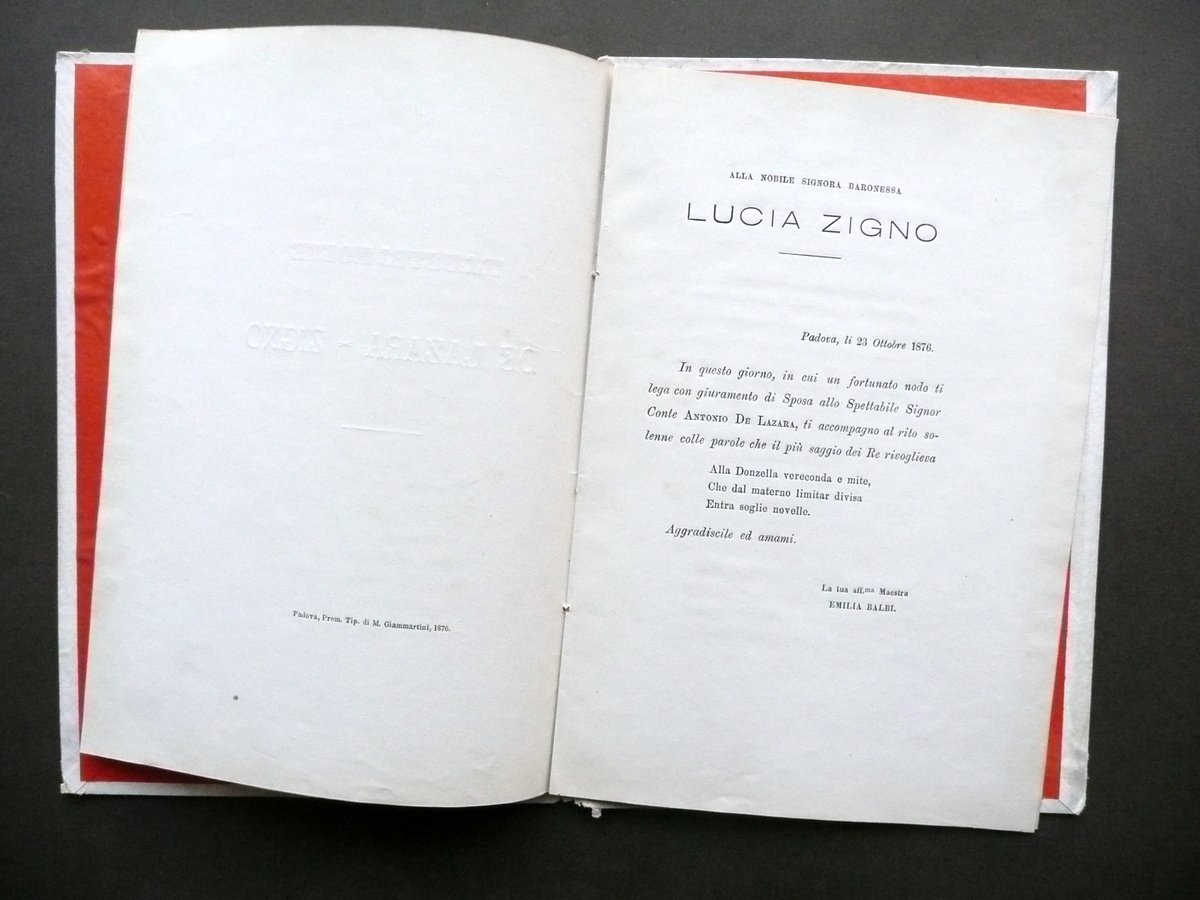 DE LAZARA - ZIGNO
Padova, Prem. Tip. di M. Giammartini, 1876.
ALLA NOBILE SIGNORA BARONESSA
LUCIA ZIGNO
Padova, li 23 Ottobre 1876.
In questo giorno, in cui un fortunato nodo ti
lega con giuramento di Sposa allo Spettabile Signor
Conte ANTONIO DE LAZARA, ti accompagno al rito so-
lenne colle parole che il più saggio dei Re rivoglieva
Alla Donzella vereconda e mite,
Che dal materno limitar divisa
Entra soglie novelle.
Aggradiscile ed amami.
La tua aff.ma Maestra
EMILIA BALBI.